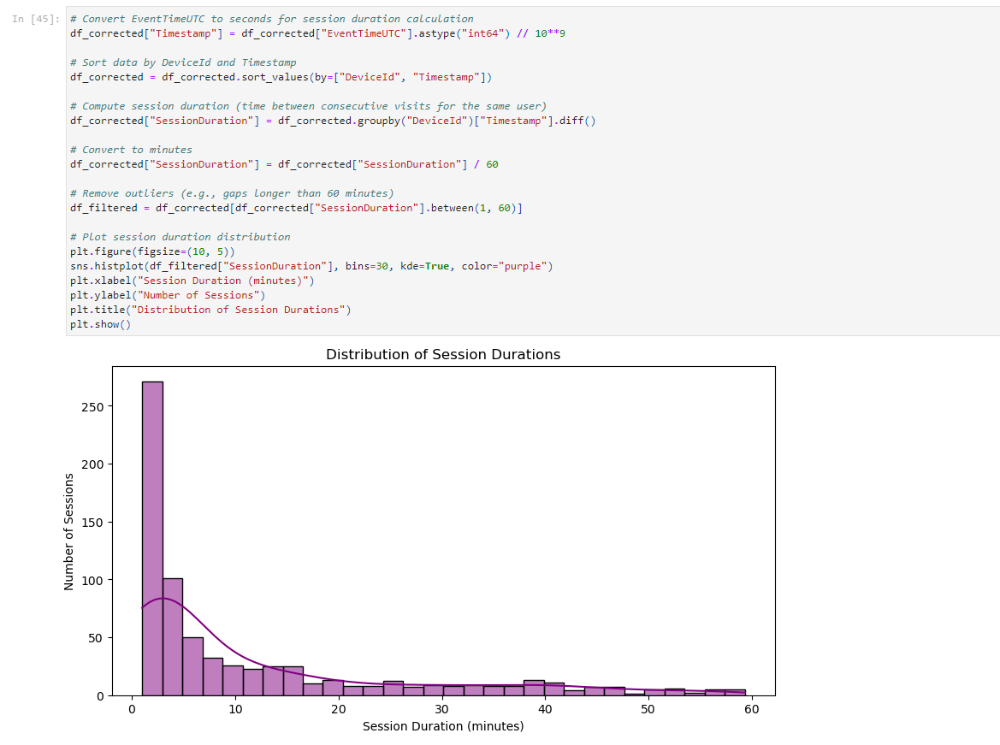 In [45]:
# Convert EventTimeUTC to seconds for session duration calculation
df_corrected["Timestamp"] = df_corrected["EventTimeUTC"].astype("int64") // 10**9
# Sort data by DeviceId and Timestamp
df_corrected = df_corrected.sort_values(by=["DeviceId", "Timestamp"])
# Compute session duration (time between consecutive visits for the same user)
df_corrected["SessionDuration"] = df_corrected.groupby("DeviceId")["Timestamp"].diff()
# Convert to minutes
df_corrected["SessionDuration"] = df_corrected["SessionDuration"] / 60
# Remove outliers (e.g., gaps longer than 60 minutes)
df_filtered = df_corrected[df_corrected["SessionDuration"].between(1, 60)]
# Plot session duration distribution
plt.figure(figsize=(10, 5))
sns.histplot(df_filtered["SessionDuration"], bins=30, kde=True, color="purple")
plt.xlabel("Session Duration (minutes)")
plt.ylabel("Number of Sessions")
plt.title("Distribution of Session Durations")
plt.show()
Distribution of Session Durations
Number of Sessions
250
200
150
100
50
0
0 10 20 30 40 50 60
Session Duration (minutes)